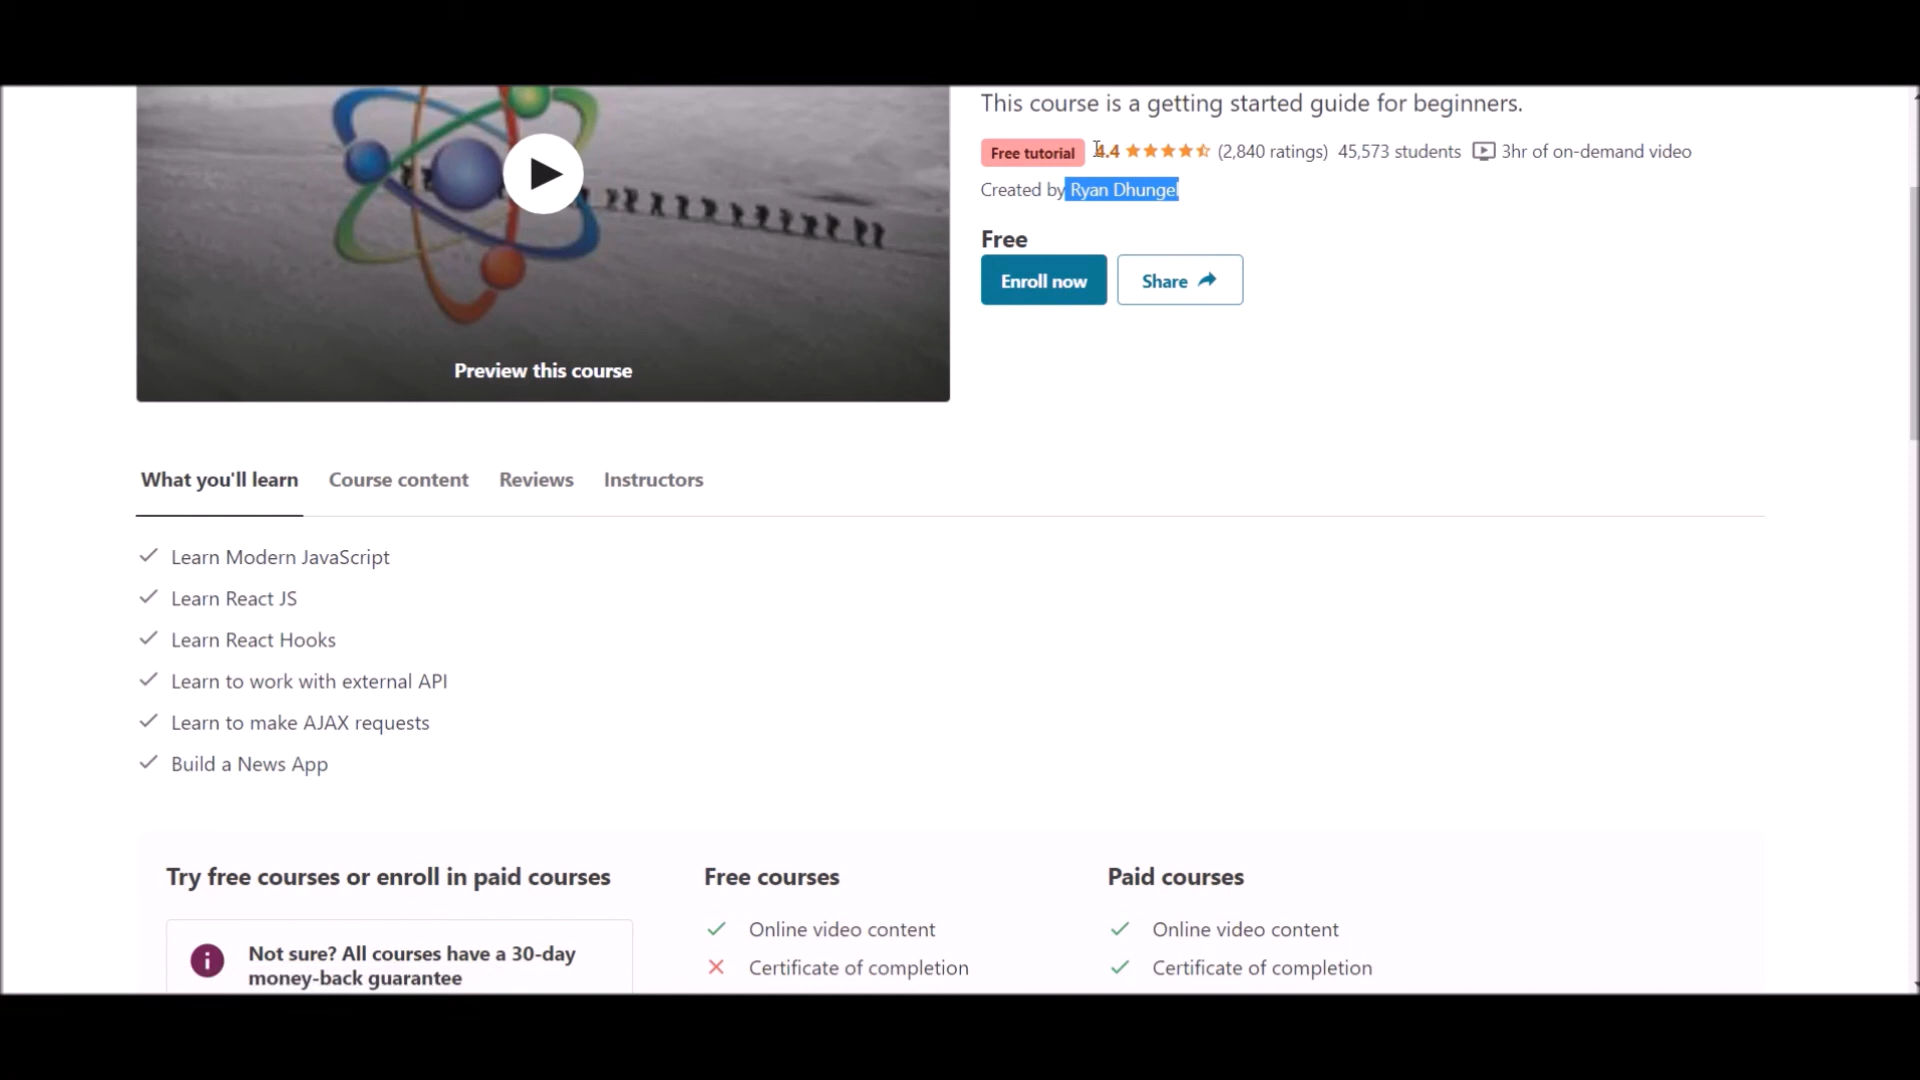 This course is a getting started guide for beginners.
Free tutorial 4.4 (2,840 ratings) 45,573 students 3hr of on-demand video
Created by Ryan Dhungel
Free
Enroll now Share
Preview this course
What you'll learn Course content Reviews Instructors
Learn Modern JavaScript
Learn React JS
Learn React Hooks
Learn to work with external API
Learn to make AJAX requests
Build a News App
Try free courses or enroll in paid courses Free courses Paid courses
Not sure? All courses have a 30-day
money-back guarantee
Online video content
Certificate of completion
Online video content
Certificate of completion